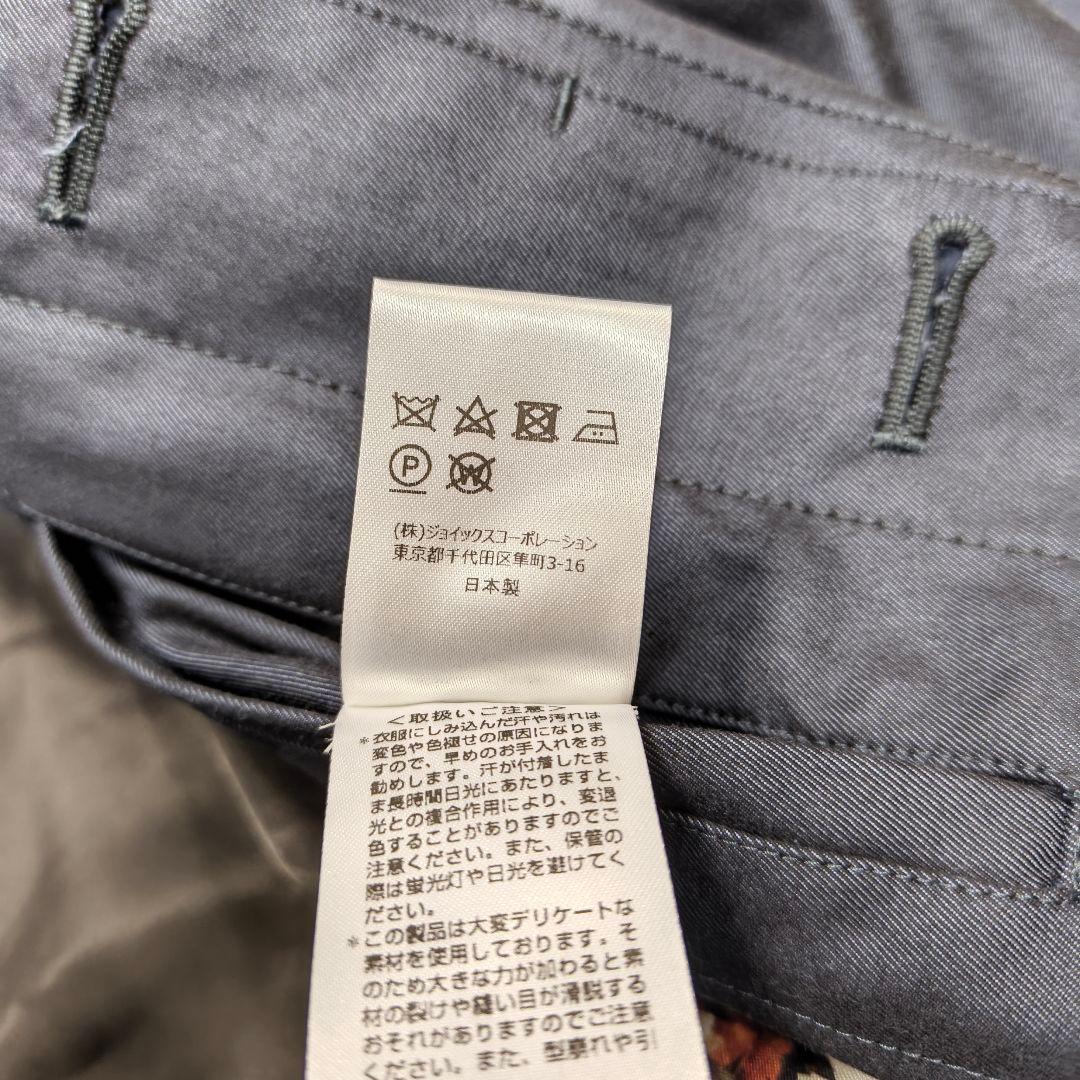 P W
(株)ジョイックスコーポレーション
東京都千代田区隼町3-16
日本製
＜取扱いご注意＞
＊衣服にしみ込んだ汗や汚れは
変色や色褪せの原因になりま
すので、早めのお手入れをお
勧めします。汗が付着したま
ま長時間日光にあたりますと、
光との複合作用により、変退
色することがありますのでご
注意ください。また、保管の
際は蛍光灯や日光を避けてく
ださい。
＊この製品は大変デリケートな
素材を使用しております。そ
のため大きな力が加わると素
材の裂けや縫い目が滑脱する
おそれがありますのでご注意
ください。また、型崩れや引